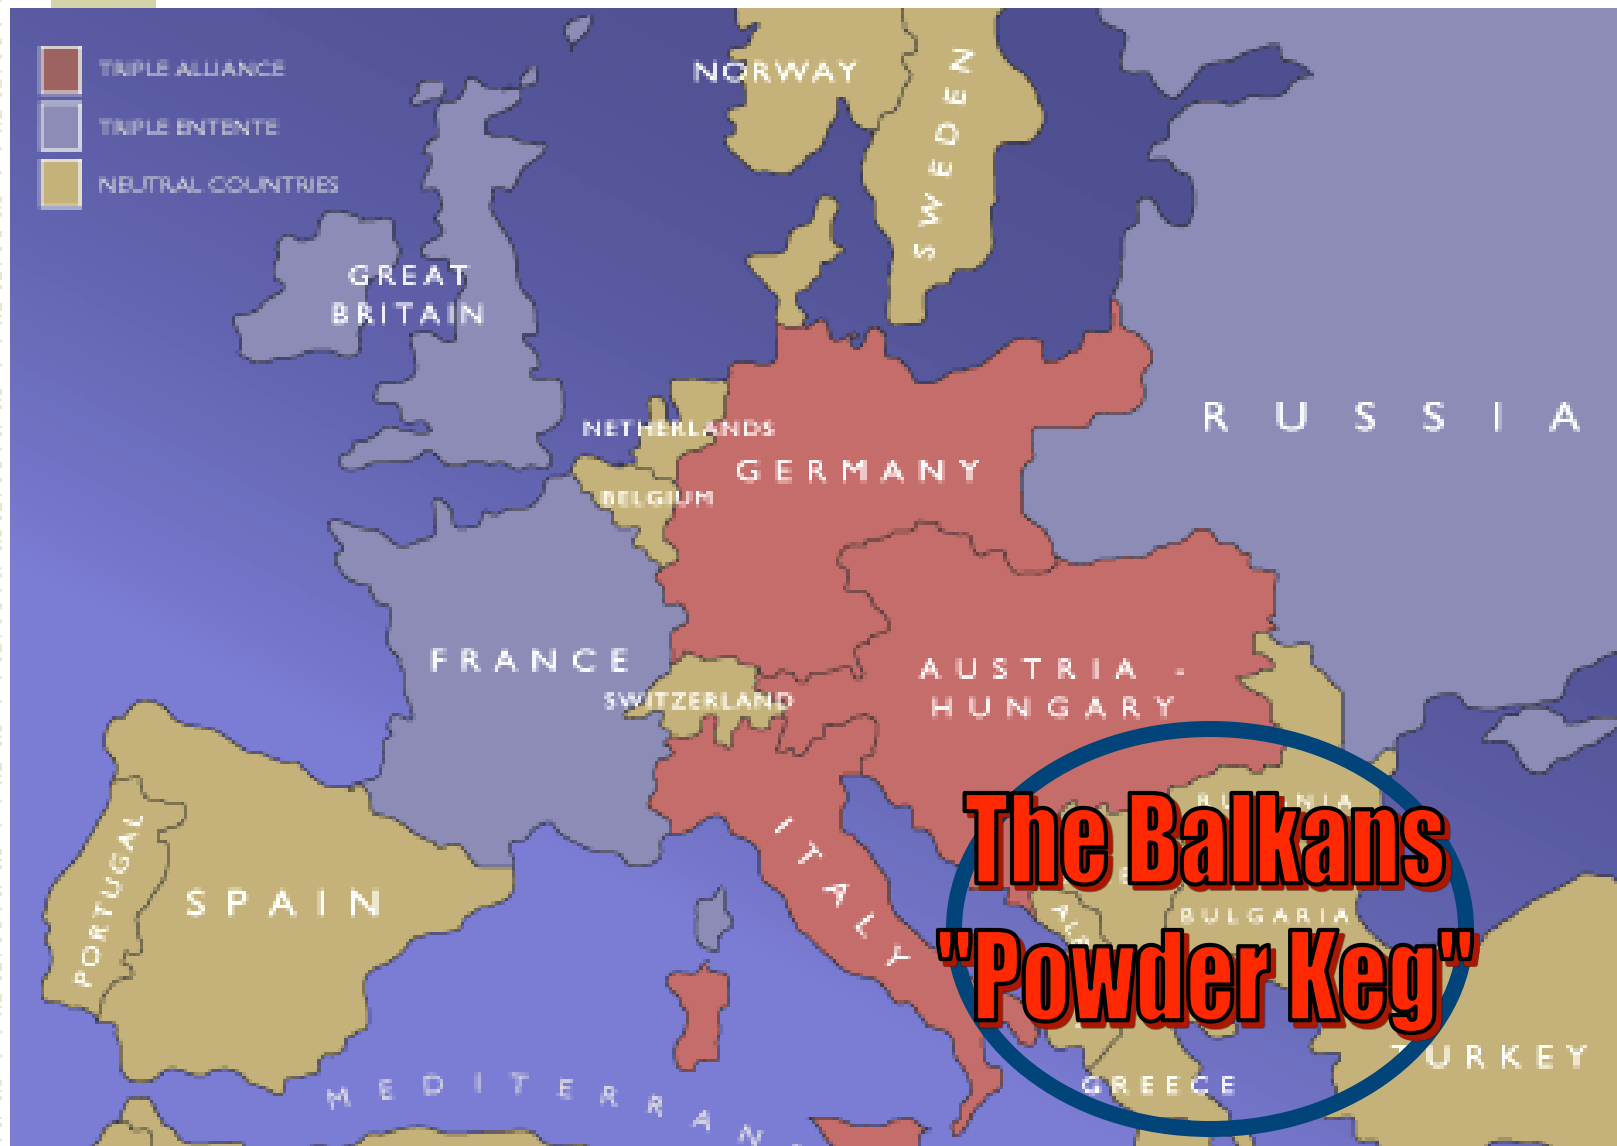 TRIPLE ALLIANCE
TRIPLE ENTENTE
NEUTRAL COUNTRIES
NORWAY
SWEDEN
GREAT
BRITAIN
NETHERLANDS
BELGIUM
GERMANY
RUSSIA
FRANCE
SWITZERLAND
AUSTRIA -
HUNGARY
PORTUGAL
SPAIN
ITALY
The Balkans
BULGARIA
"Powder Keg"
TURKEY
GREECE